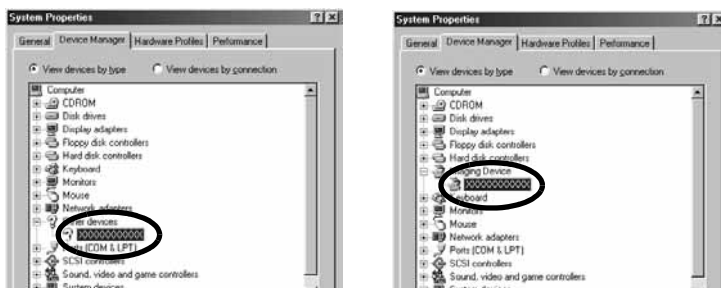 System Properties
General Device Manager Hardware Profiles Performance
View devices by type View devices by connection
Computer
CDROM
Disk drives
Display adapters
Floppy disk controllers
Hard disk controllers
Keyboard
Monitors
Mouse
Network adapters
Other devices
XXXXXXXXXXX
Ports (COM & LPT)
SCSI controllers
Sound, video and game controllers
System devices
System Properties
General Device Manager Hardware Profiles Performance
View devices by type View devices by connection
Computer
CDROM
Disk drives
Display adapters
Floppy disk controllers
Hard disk controllers
Imaging Device
XXXXXXXXXXX
Keyboard
Monitors
Mouse
Network adapters
Ports (COM & LPT)
SCSI controllers
Sound, video and game controllers
System devices